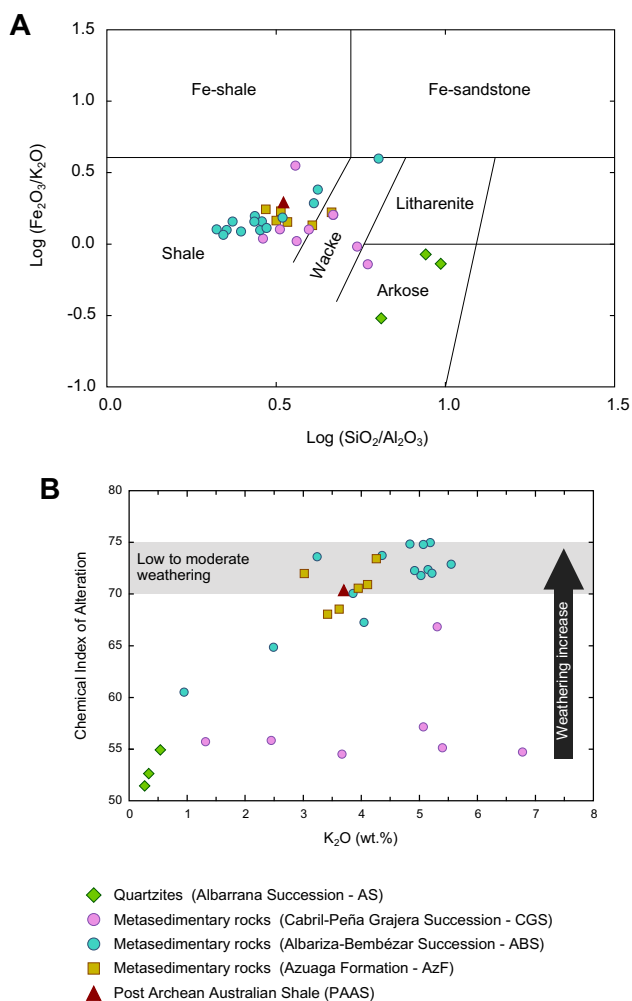 A
1.5
Fe-shale
Fe-sandstone
1.0
Log (Fe₂O₃/K₂O)
0.5
Litharenite
0.0
Shale
Wacke
Arkose
-0.5
-1.0
0.0
0.5
1.0
1.5
Log (SiO₂/Al₂O₃)
B
80
75
Low to moderate
weathering
70
Chemical Index of Alteration
65
60
55
50
Weathering increase
0 1 2 3 4 5 6 7 8
K₂O (wt.%)
Quartzites (Albarrana Succession - AS)
Metasedimentary rocks (Cabril-Peña Grajera Succession - CGS)
Metasedimentary rocks (Albariza-Bembézar Succession - ABS)
Metasedimentary rocks (Azuaga Formation - AzF)
Post Archean Australian Shale (PAAS)